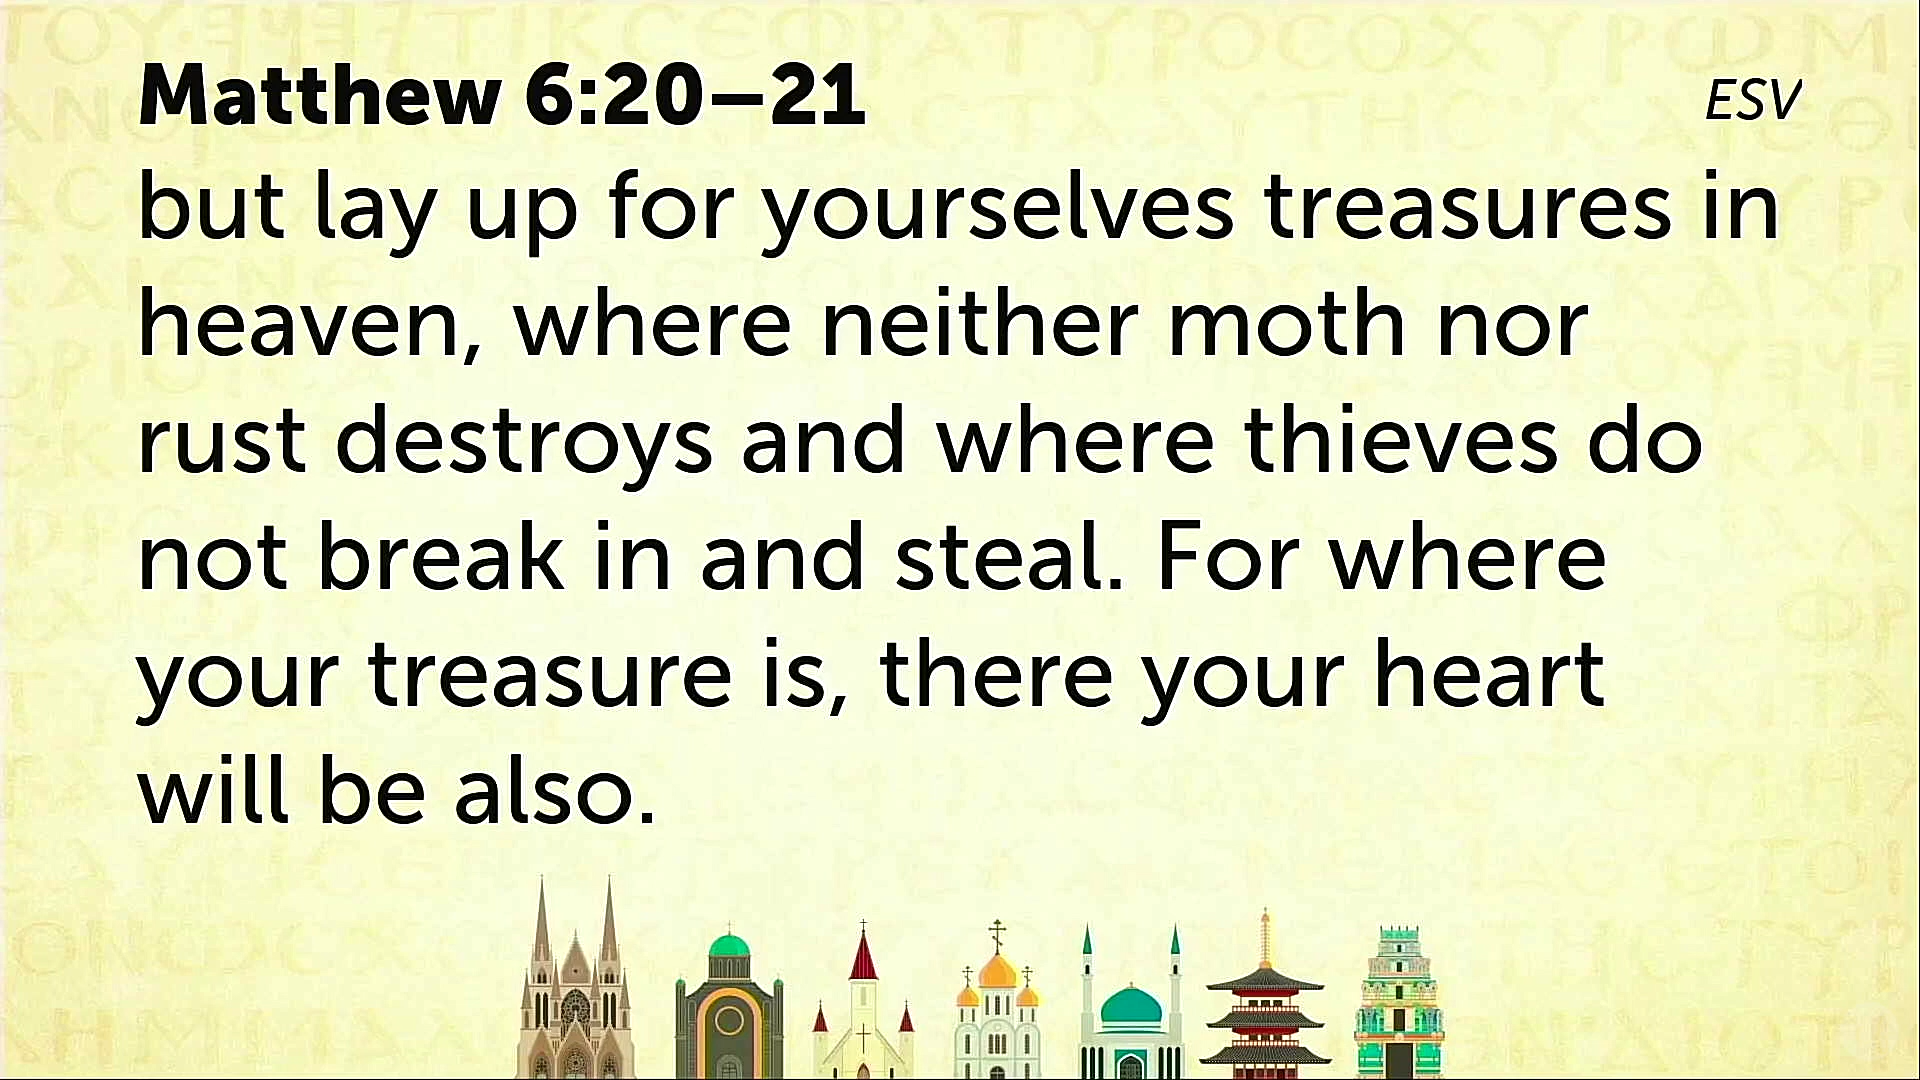 Matthew 6:20–21
ESV
but lay up for yourselves treasures in
heaven, where neither moth nor
rust destroys and where thieves do
not break in and steal. For where
your treasure is, there your heart
will be also.